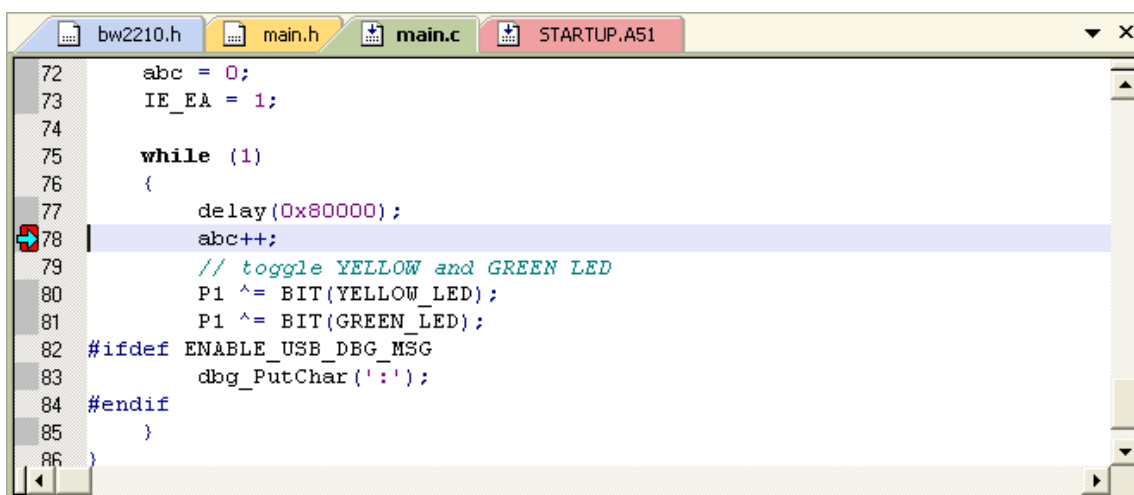 bw2210.h main.h main.c STARTUP.A51
72 abc = 0;
73 IE_EA = 1;
74
75 while (1)
76 {
77 delay(0x80000);
78 abc++;
79 // toggle YELLOW and GREEN LED
80 P1 ^= BIT(YELLOW_LED);
81 P1 ^= BIT(GREEN_LED);
82 #ifdef ENABLE_USB_DBG_MSG
83 dbg_PutChar(':');
84 #endif
85 }
86 }